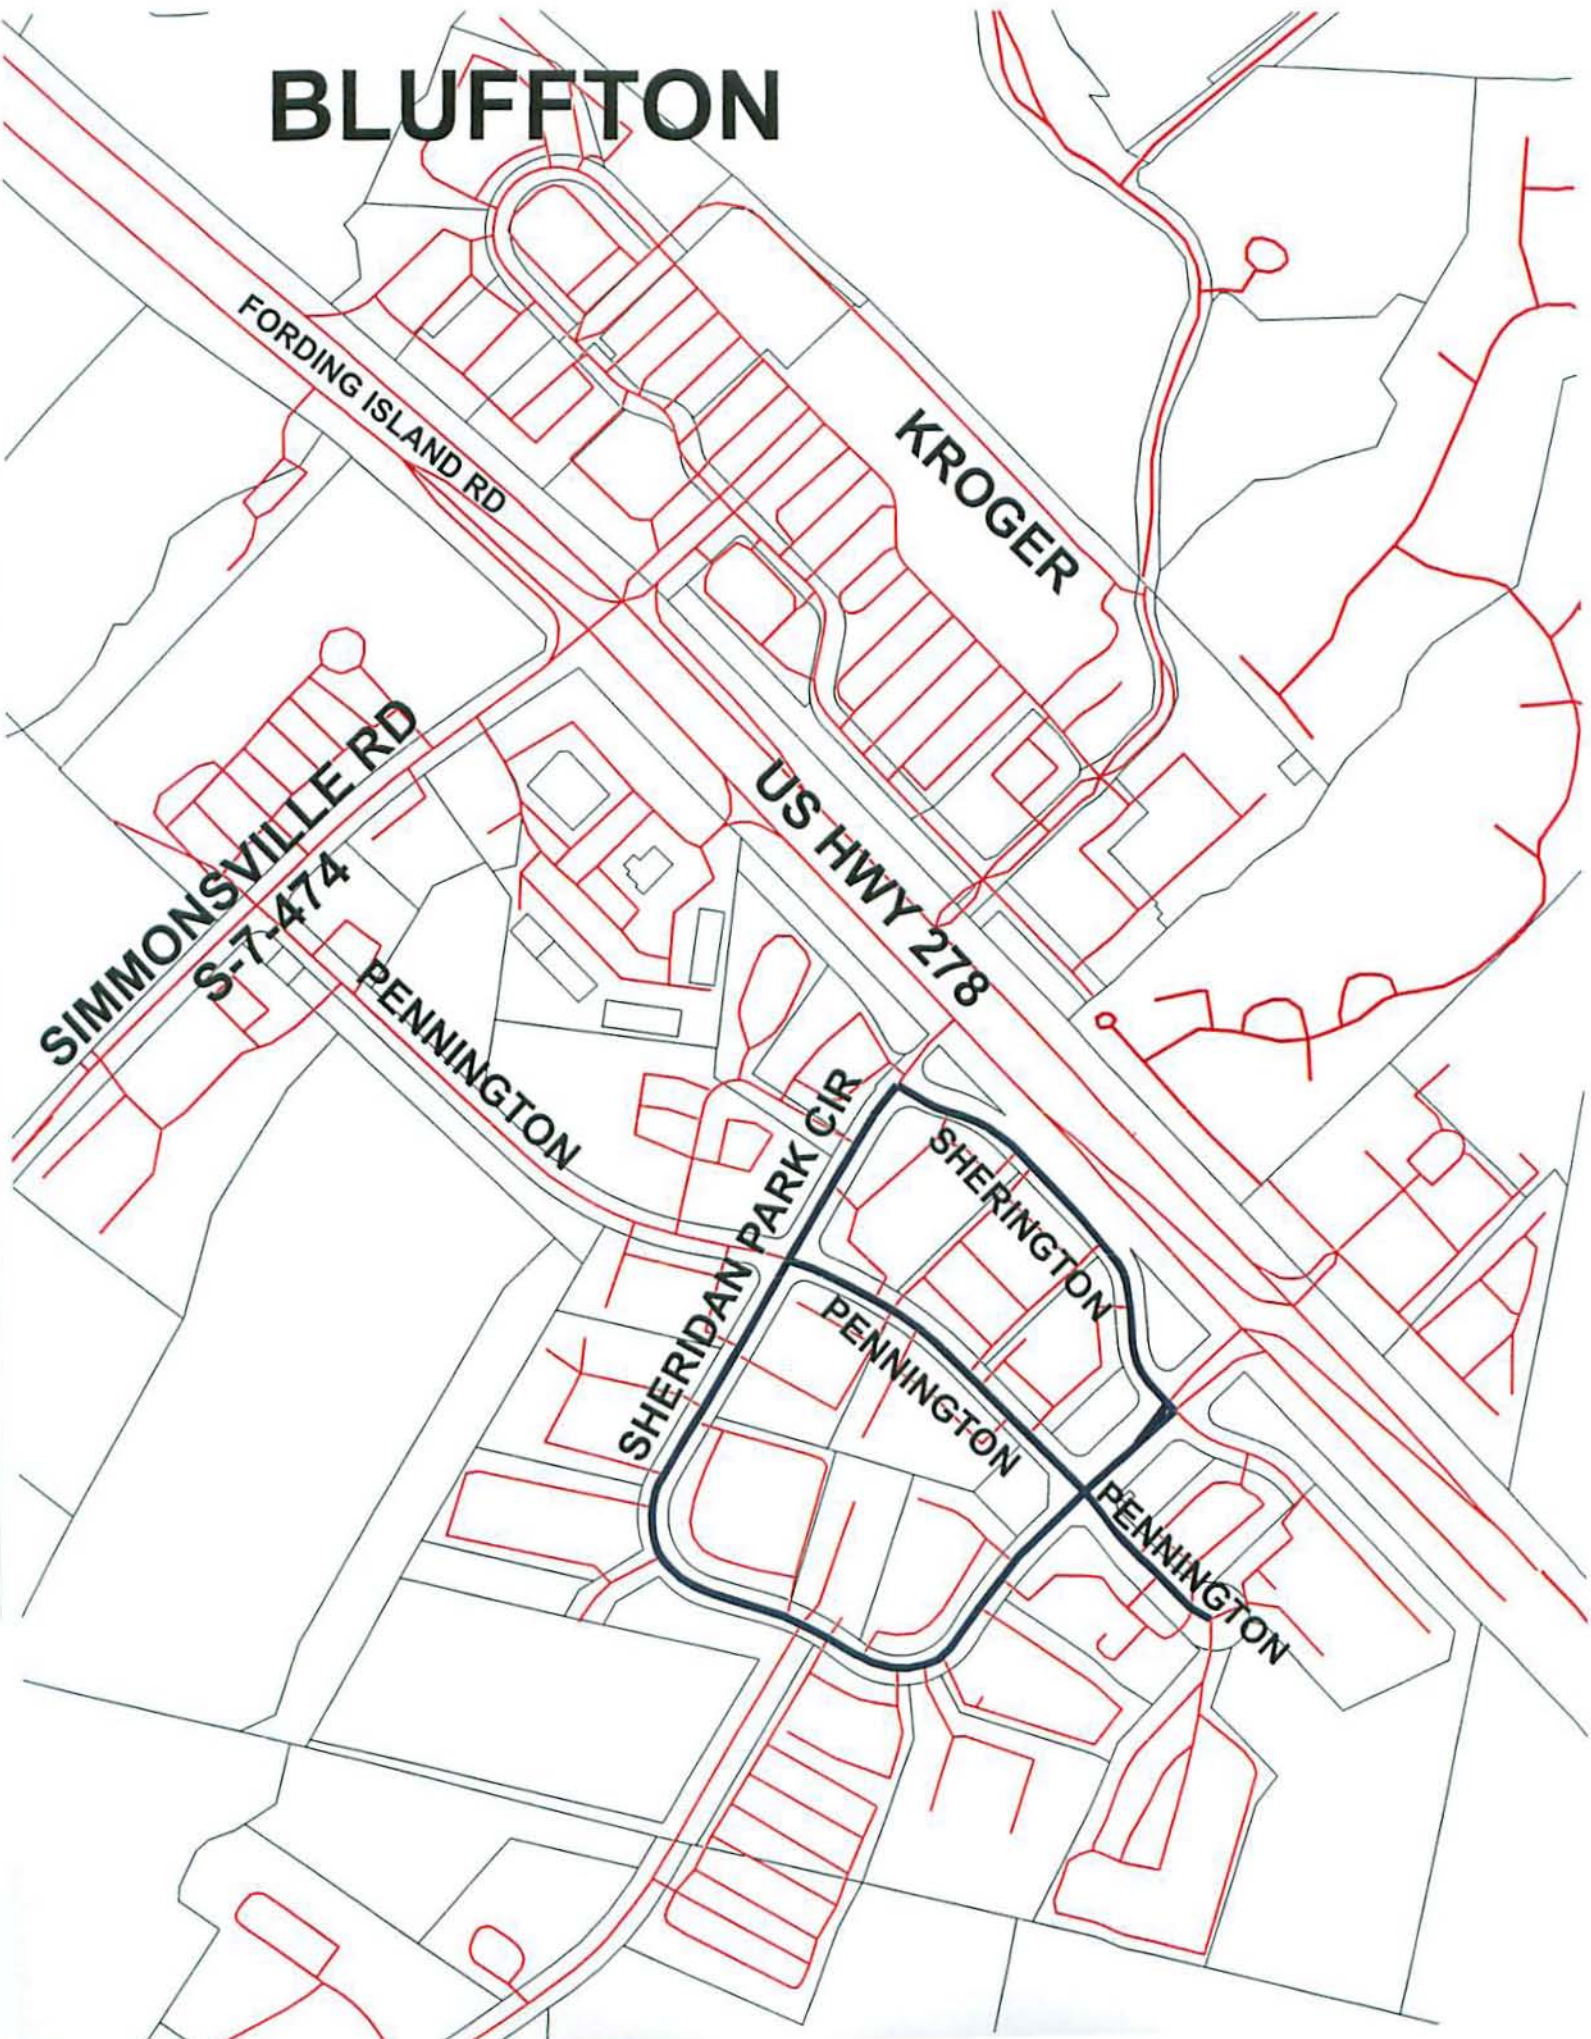 BLUFFTON
FORDING ISLAND RD
KROGER
SIMMONSVILLE RD
S-7-474
US HWY 278
PENNINGTON
SHERIDAN PARK CIR
SHERINGTON
PENNINGTON
PENNINGTON